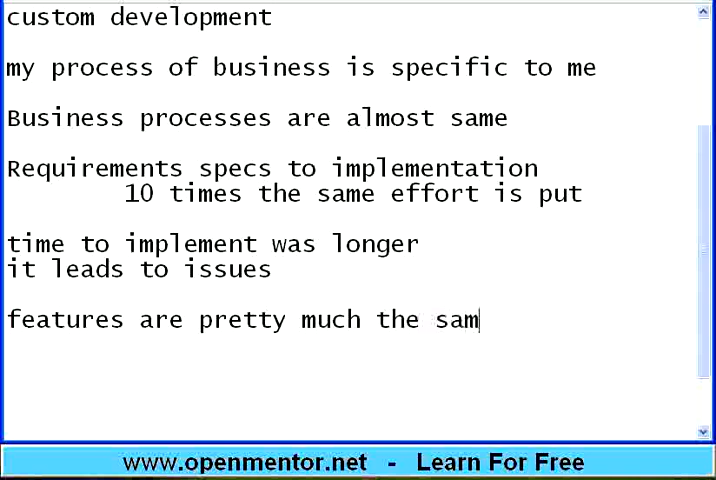 custom development
my process of business is specific to me
Business processes are almost same
Requirements specs to implementation
10 times the same effort is put
time to implement was longer
it leads to issues
features are pretty much the sam
www.openmentor.net - Learn For Free